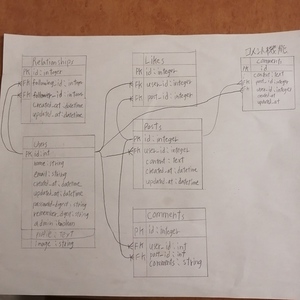 Relationships
PK id : integer
FK following_id : integer
FK follower_id : integer
created_at : datetime
updated_at : datetime
Users
PK id : int
name : string
email : string
created_at : datetime
updated_at : datetime
password_digest : string
remember_digest : string
admin : boolean
profile : text
image : string
Likes
PK id : integer
FK user_id : integer
FK post_id : integer
Posts
PK id : integer
FK user_id : integer
content : text
created_at : datetime
updated_at : datetime
Comments
PK id : integer
FK user_id : int
FK post_id : int
comments : string
コメント機能
Comments
PK id
content : text
FK post_id : integer
FK user_id : integer
created_at
updated_at